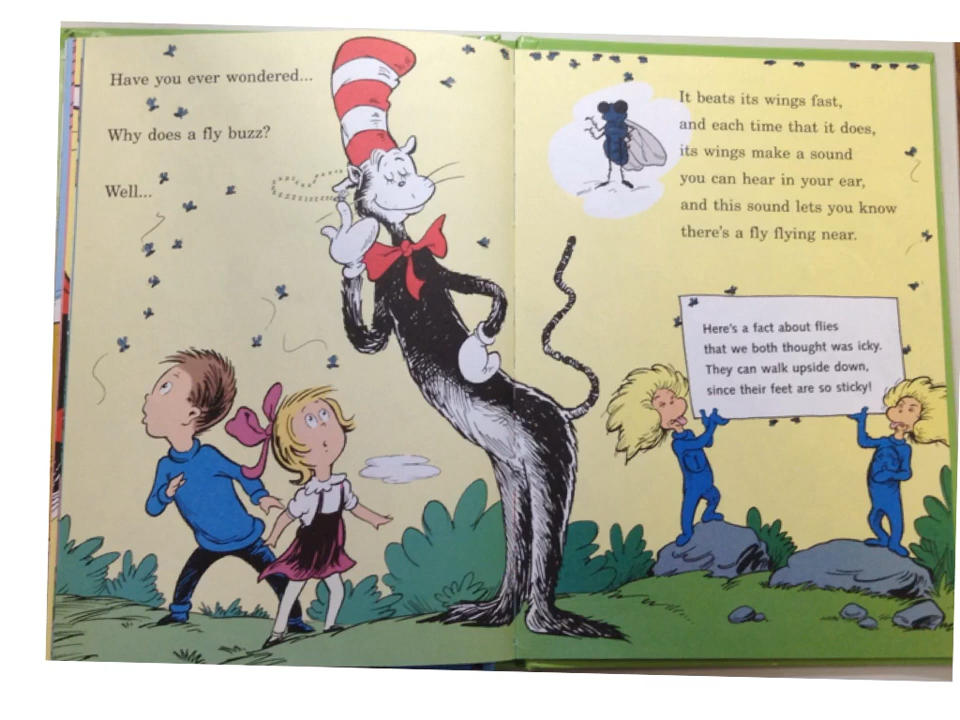 Have you ever wondered...
Why does a fly buzz?
Well...
It beats its wings fast,
and each time that it does,
its wings make a sound
you can hear in your ear,
and this sound lets you know
there's a fly flying near.
Here's a fact about flies
that we both thought was icky.
They can walk upside down,
since their feet are so sticky!